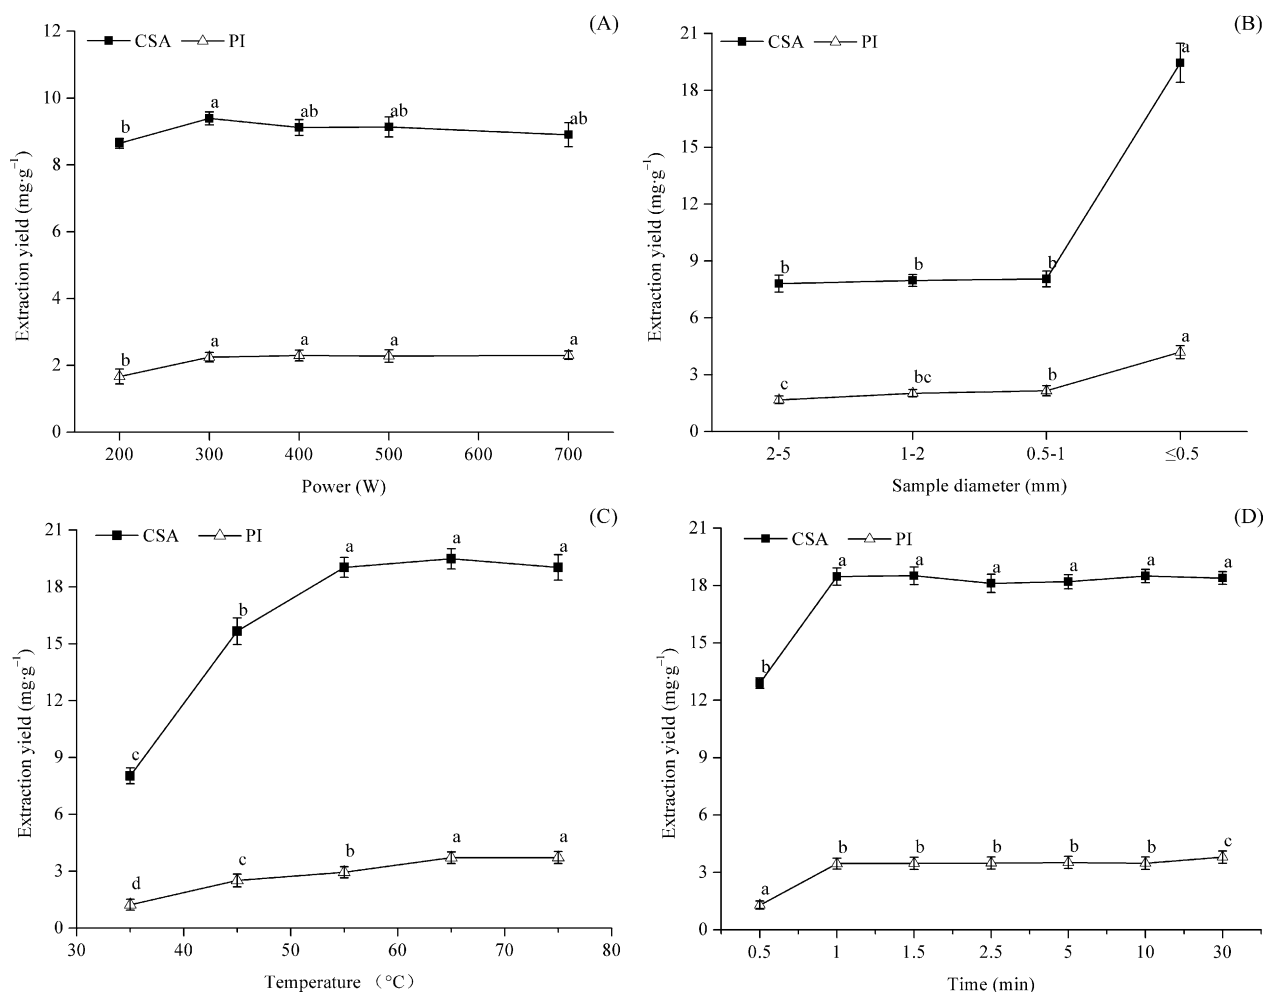 (A)
CSA PI
12
10
8
6
4
2
0
b a ab ab ab
b a a a a
200 300 400 500 600 700
Extraction yield (mg·g⁻¹)
Power (W)
(B)
CSA PI
21
18
15
12
9
6
3
0
b b b a
c bc b a
2-5 1-2 0.5-1 ≤0.5
Extraction yield (mg·g⁻¹)
Sample diameter (mm)
(C)
CSA PI
21
18
15
12
9
6
3
0
c b a a a
d c b a a
30 40 50 60 70 80
Extraction yield (mg·g⁻¹)
Temperature （°C）
(D)
CSA PI
21
18
15
12
9
6
3
0
b a a a a a a
a b b b b b c
0.5 1 1.5 2.5 5 10 30
Extraction yield (mg·g⁻¹)
Time (min)